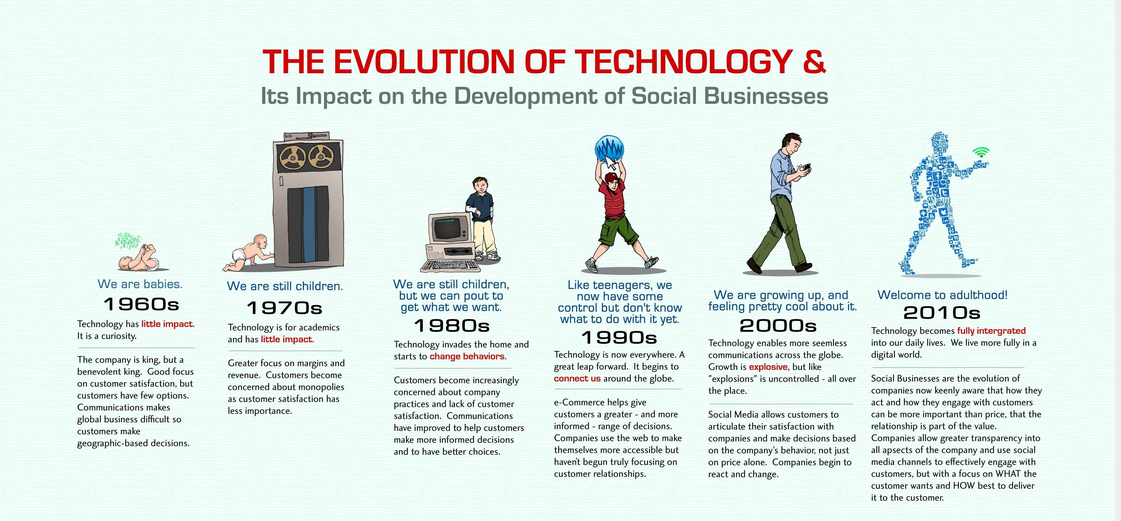 THE EVOLUTION OF TECHNOLOGY &
Its Impact on the Development of Social Businesses
We are babies.
1960s
Technology has little impact.
It is a curiosity.
The company is king, but a
benevolent king. Good focus
on customer satisfaction, but
customers have few options.
Communications makes
global business difficult so
customers make
geographic-based decisions.
We are still children.
1970s
Technology is for academics
and has little impact.
Greater focus on margins and
revenue. Customers become
concerned about monopolies
as customer satisfaction has
less importance.
We are still children,
but we can pout to
get what we want.
1980s
Technology invades the home and
starts to change behaviors.
Customers become increasingly
concerned about company
practices and lack of customer
satisfaction. Communications
have improved to help customers
make more informed decisions
and to have better choices.
Like teenagers, we
now have some
control but don't know
what to do with it yet.
1990s
Technology is now everywhere. A
great leap forward. It begins to
connect us around the globe.
e-Commerce helps give
customers a greater - and more
informed - range of decisions.
Companies use the web to make
themselves more accessible but
haven't begun truly focusing on
customer relationships.
We are growing up, and
feeling pretty cool about it.
2000s
Technology enables more seemless
communications across the globe.
Growth is explosive, but like
"explosions" is uncontrolled - all over
the place.
Social Media allows customers to
articulate their satisfaction with
companies and make decisions based
on the company's behavior, not just
on price alone. Companies begin to
react and change.
Welcome to adulthood!
2010s
Technology becomes fully intergrated
into our daily lives. We live more fully in a
digital world.
Social Businesses are the evolution of
companies now keenly aware that how they
act and how they engage with customers
can be more important than price, that the
relationship is part of the value.
Companies allow greater transparency into
all apsects of the company and use social
media channels to effectively engage with
customers, but with a focus on WHAT the
customer wants and HOW best to deliver
it to the customer.